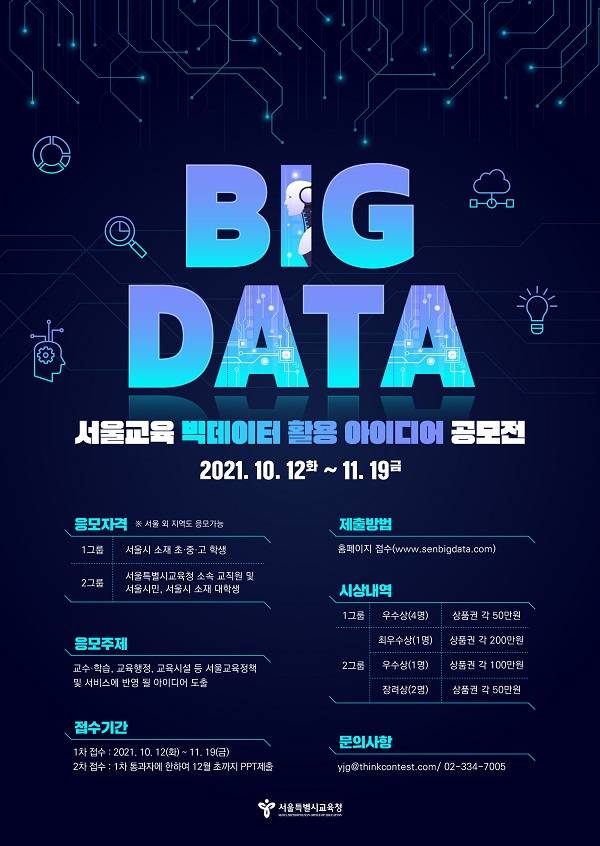 BIG
DATA
서울교육 빅데이터 활용 아이디어 공모전
2021. 10. 12화 ~ 11. 19금
응모자격 ※ 서울 외 지역도 응모가능
1그룹 서울시 소재 초·중·고 학생
2그룹 서울특별시교육청 소속 교직원 및
서울시민, 서울시 소재 대학생
응모주제
교수·학습, 교육행정, 교육시설 등 서울교육정책
및 서비스에 반영 될 아이디어 도출
접수기간
1차 접수 : 2021. 10. 12(화) ~ 11. 19(금)
2차 접수 : 1차 통과자에 한하여 12월 초까지 PPT제출
제출방법
홈페이지 접수(www.senbigdata.com)
시상내역
1그룹 우수상(4명) 상품권 각 50만원
최우수상(1명) 상품권 각 200만원
2그룹 우수상(1명) 상품권 각 100만원
장려상(2명) 상품권 각 50만원
문의사항
yjg@thinkcontest.com/ 02-334-7005
서울특별시교육청
SEOUL METROPOLITAN OFFICE OF EDUCATION